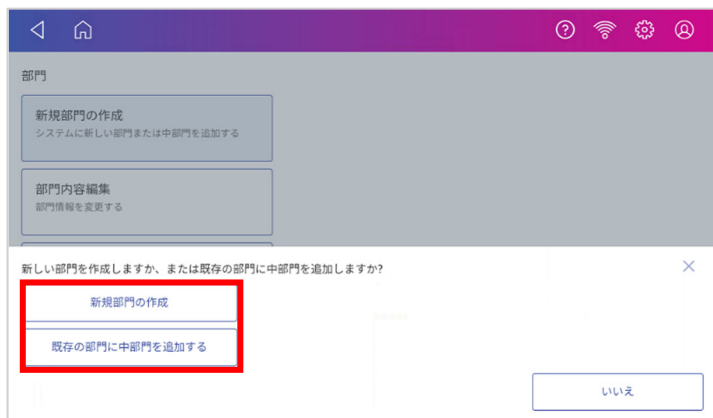 部門
新規部門の作成
システムに新しい部門または中部門を追加する
部門内容編集
部門情報を変更する
新しい部門を作成しますか、または既存の部門に中部門を追加しますか?
新規部門の作成
既存の部門に中部門を追加する
いいえ